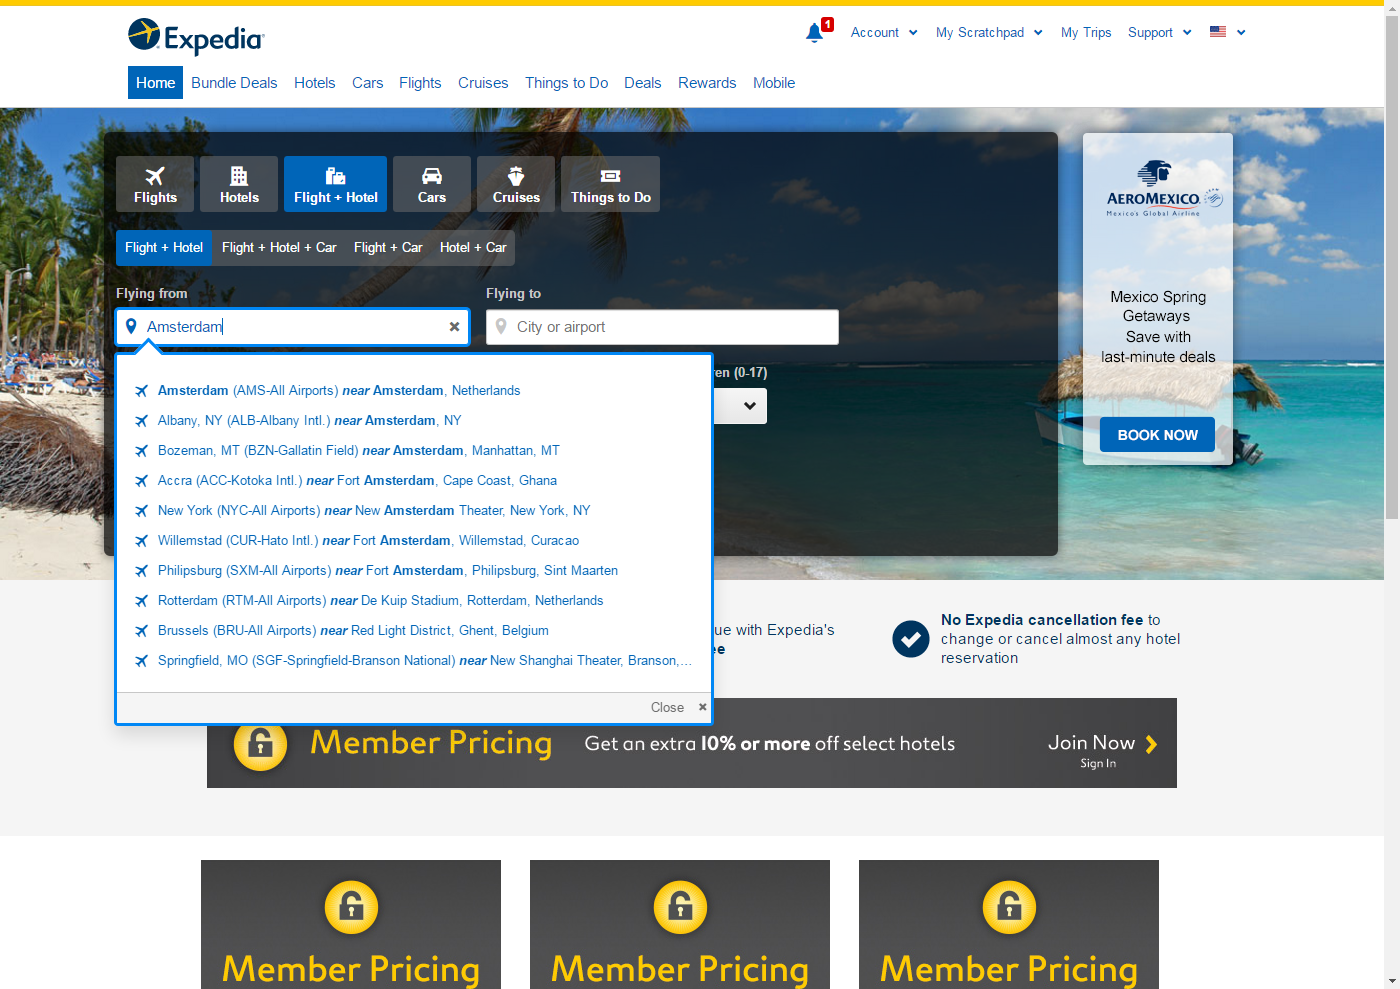 Expedia
1
Account
My Scratchpad
My Trips
Support
Home
Bundle Deals
Hotels
Cars
Flights
Cruises
Things to Do
Deals
Rewards
Mobile
Flights
Hotels
Flight + Hotel
Cars
Cruises
Things to Do
Flight + Hotel
Flight + Hotel + Car
Flight + Car
Hotel + Car
Flying from
Flying to
Amsterdam
City or airport
ren (0-17)
Amsterdam (AMS-All Airports) near Amsterdam, Netherlands
Albany, NY (ALB-Albany Intl.) near Amsterdam, NY
Bozeman, MT (BZN-Gallatin Field) near Amsterdam, Manhattan, MT
Accra (ACC-Kotoka Intl.) near Fort Amsterdam, Cape Coast, Ghana
New York (NYC-All Airports) near New Amsterdam Theater, New York, NY
Willemstad (CUR-Hato Intl.) near Fort Amsterdam, Willemstad, Curacao
Philipsburg (SXM-All Airports) near Fort Amsterdam, Philipsburg, Sint Maarten
Rotterdam (RTM-All Airports) near De Kuip Stadium, Rotterdam, Netherlands
Brussels (BRU-All Airports) near Red Light District, Ghent, Belgium
Springfield, MO (SGF-Springfield-Branson National) near New Shanghai Theater, Branson,...
Close
AEROMEXICO
Mexico's Global Airline
Mexico Spring
Getaways
Save with
last-minute deals
BOOK NOW
ue with Expedia's
ee
No Expedia cancellation fee to
change or cancel almost any hotel
reservation
Member Pricing
Get an extra 10% or more off select hotels
Join Now
Sign In
Member Pricing
Member Pricing
Member Pricing